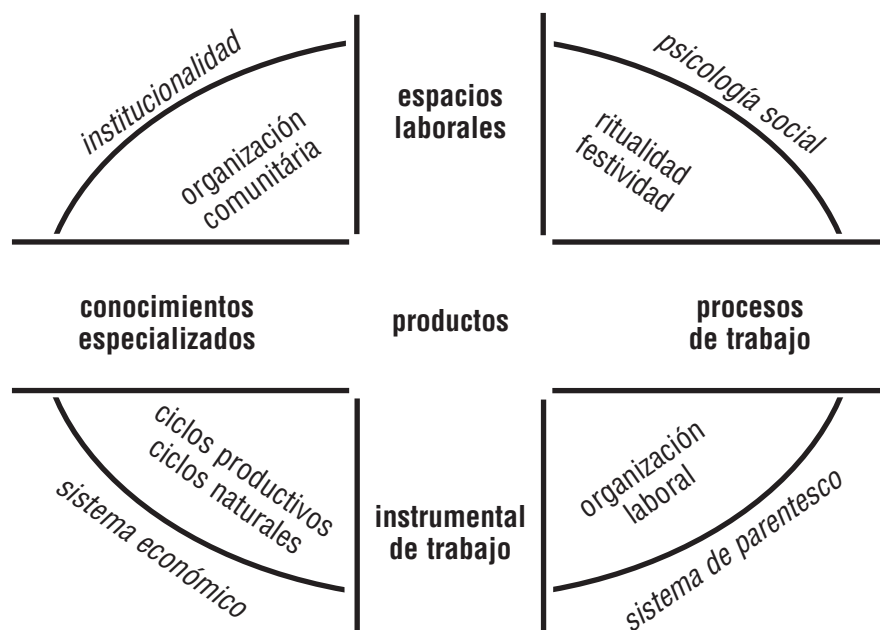 institucionalidad
organización
comunitária
espacios
laborales
psicología social
ritualidad
festividad
conocimientos
especializados
productos
procesos
de trabajo
ciclos productivos
ciclos naturales
sistema económico
instrumental
de trabajo
organización
laboral
sistema de parentesco